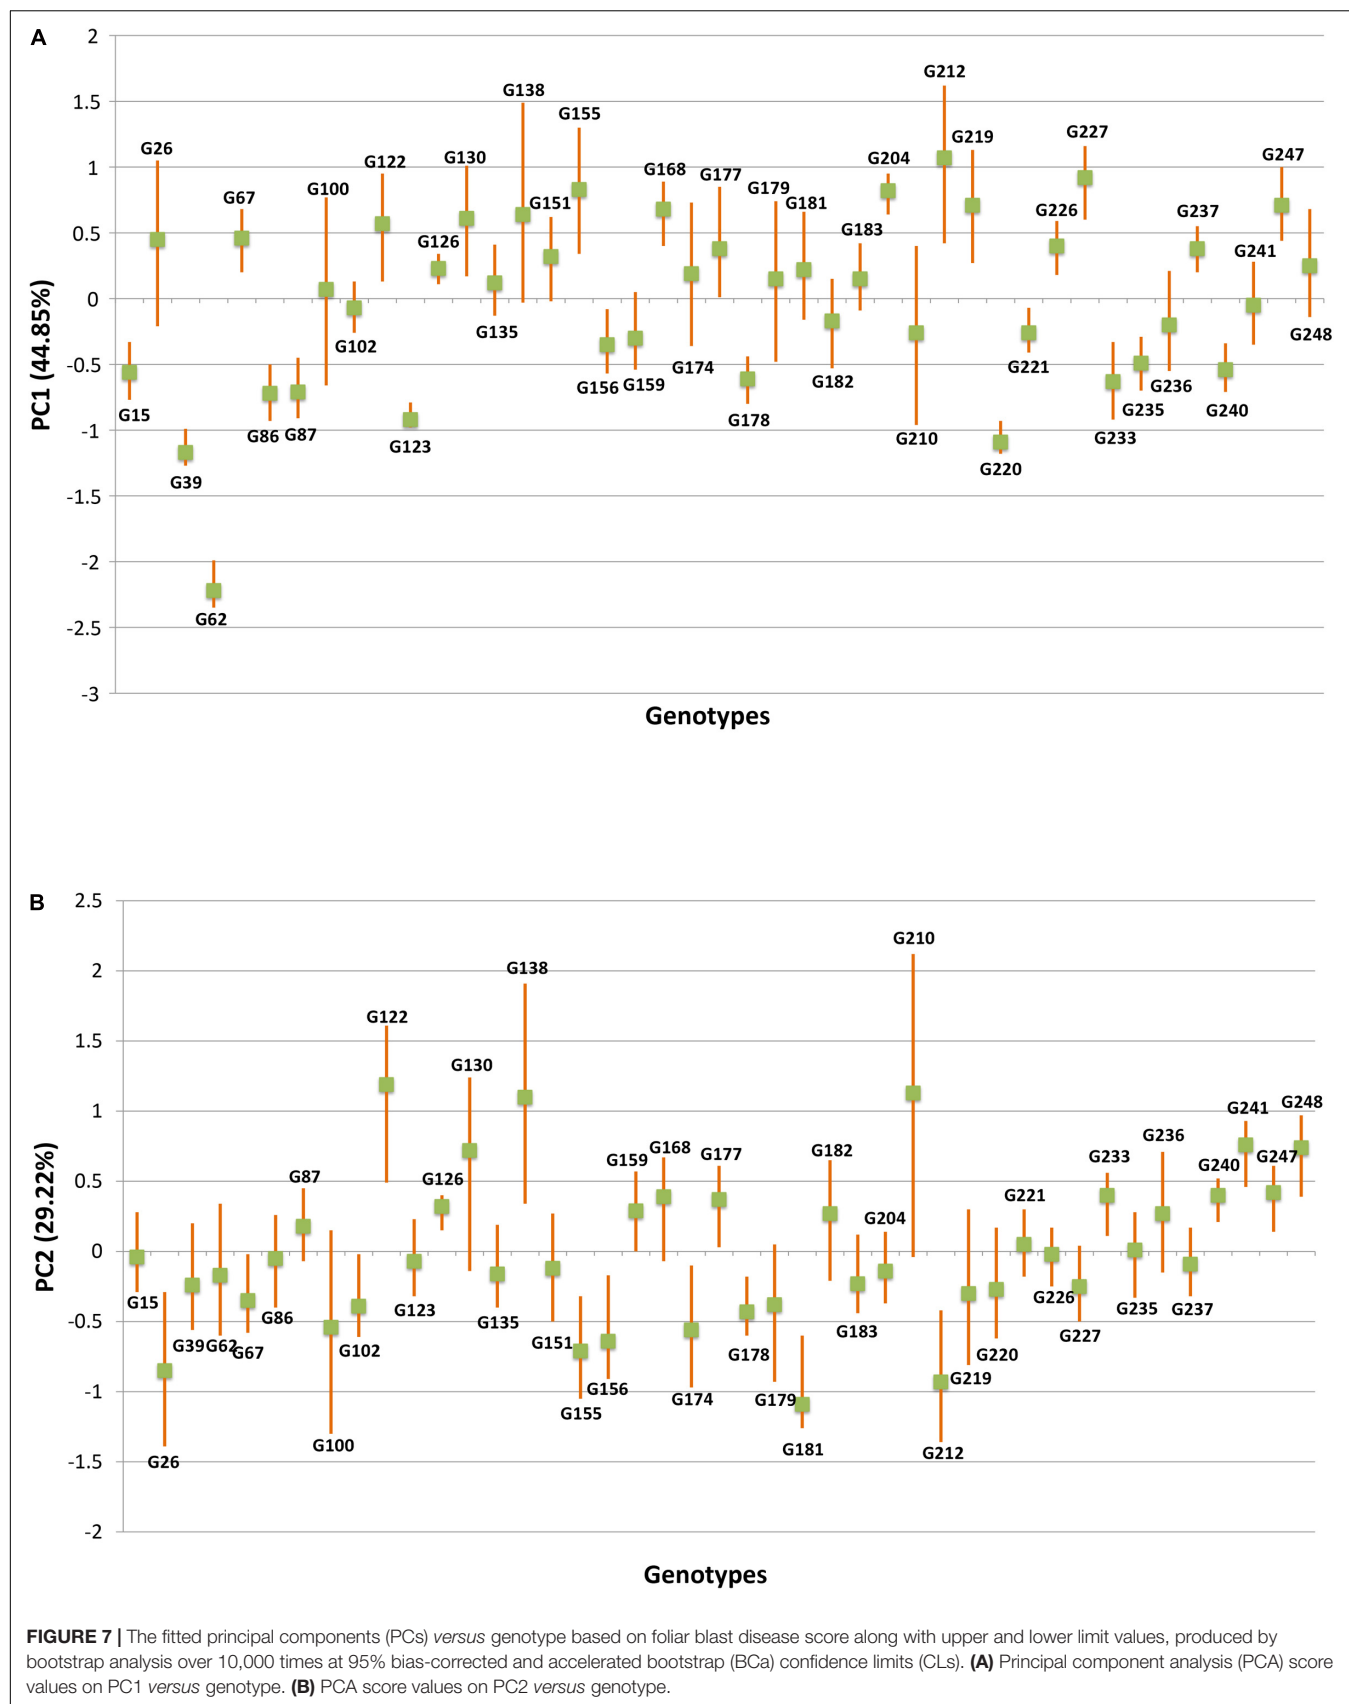 A
2
1.5
1
0.5
0
-0.5
-1
-1.5
-2
-2.5
-3
PC1 (44.85%)
G15
G26
G39
G62
G67
G86
G87
G100
G102
G122
G123
G126
G130
G135
G138
G151
G155
G156
G159
G168
G174
G177
G178
G179
G181
G182
G183
G204
G210
G212
G219
G220
G221
G226
G227
G233
G235
G236
G237
G240
G241
G247
G248
Genotypes
B
2.5
2
1.5
1
0.5
0
-0.5
-1
-1.5
-2
PC2 (29.22%)
G15
G26
G39
G62
G67
G86
G87
G100
G102
G122
G123
G126
G130
G135
G138
G151
G155
G156
G159
G168
G174
G177
G178
G179
G181
G182
G183
G204
G210
G212
G219
G220
G221
G226
G227
G233
G235
G236
G237
G240
G241
G247
G248
Genotypes
FIGURE 7 | The fitted principal components (PCs) versus genotype based on foliar blast disease score along with upper and lower limit values, produced by
bootstrap analysis over 10,000 times at 95% bias-corrected and accelerated bootstrap (BCa) confidence limits (CLs). (A) Principal component analysis (PCA) score
values on PC1 versus genotype. (B) PCA score values on PC2 versus genotype.